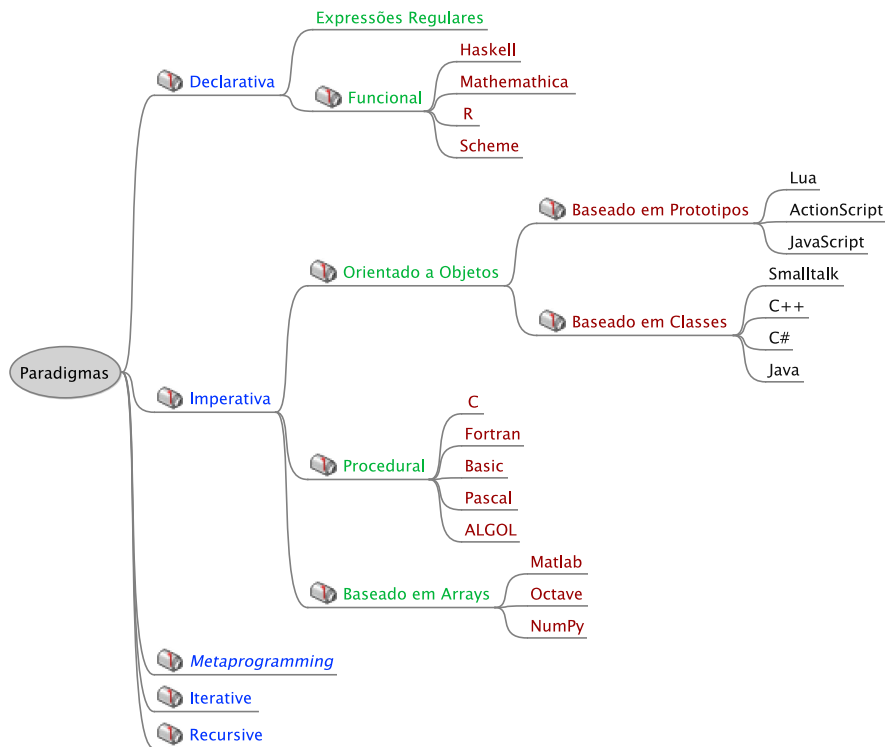 Paradigmas
Declarativa
Expressões Regulares
Funcional
Haskell
Mathemathica
R
Scheme
Imperativa
Orientado a Objetos
Baseado em Prototipos
Lua
ActionScript
JavaScript
Baseado em Classes
Smalltalk
C++
C#
Java
Procedural
C
Fortran
Basic
Pascal
ALGOL
Baseado em Arrays
Matlab
Octave
NumPy
Metaprogramming
Iterative
Recursive